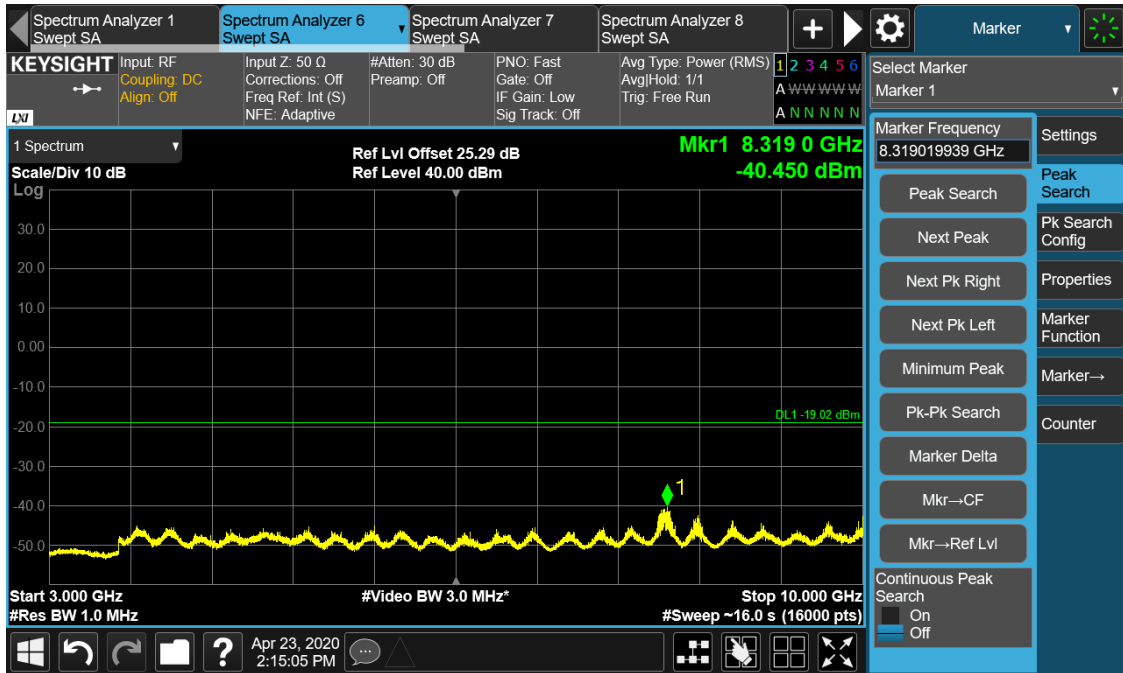 Spectrum Analyzer 1
Swept SA
Spectrum Analyzer 6
Swept SA
Spectrum Analyzer 7
Swept SA
Spectrum Analyzer 8
Swept SA
+
Marker
KEYSIGHT
LXI
Input: RF
Coupling: DC
Align: Off
Input Z: 50 Ω
Corrections: Off
Freq Ref: Int (S)
NFE: Adaptive
#Atten: 30 dB
Preamp: Off
PNO: Fast
Gate: Off
IF Gain: Low
Sig Track: Off
Avg Type: Power (RMS)
Avg|Hold: 1/1
Trig: Free Run
1 2 3 4 5 6
A W W W W W
A N N N N N
Select Marker
Marker 1
1 Spectrum
Scale/Div 10 dB
Log
Ref Lvl Offset 25.29 dB
Ref Level 40.00 dBm
Mkr1 8.319 0 GHz
-40.450 dBm
30.0
20.0
10.0
0.00
-10.0
-20.0
-30.0
-40.0
-50.0
DL1 -19.02 dBm
1
Start 3.000 GHz
#Res BW 1.0 MHz
#Video BW 3.0 MHz*
Stop 10.000 GHz
#Sweep ~16.0 s (16000 pts)
Marker Frequency
8.319019939 GHz
Peak Search
Next Peak
Next Pk Right
Next Pk Left
Minimum Peak
Pk-Pk Search
Marker Delta
Mkr→CF
Mkr→Ref Lvl
Continuous Peak
Search
On
Off
Settings
Peak
Search
Pk Search
Config
Properties
Marker
Function
Marker→
Counter
?
Apr 23, 2020
2:15:05 PM